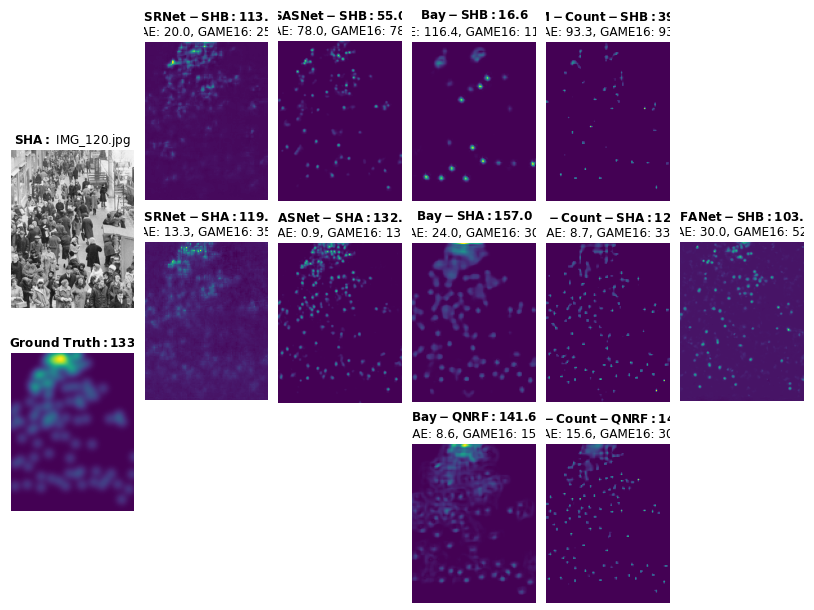 SRNet-SHB:113.
AE: 20.0, GAME16: 25
SASNet-SHB:55.0
AE: 78.0, GAME16: 78
Bay-SHB:16.6
E: 116.4, GAME16: 11
M-Count-SHB:39
AE: 93.3, GAME16: 93
SHA: IMG_120.jpg
SRNet-SHA:119.
AE: 13.3, GAME16: 35
ASNet-SHA:132.
AE: 0.9, GAME16: 13
Bay-SHA:157.0
AE: 24.0, GAME16: 30
-Count-SHA:12
AE: 8.7, GAME16: 33
FANet-SHB:103.
AE: 30.0, GAME16: 52
Ground Truth:133
Bay-QNRF:141.6
AE: 8.6, GAME16: 15
-Count-QNRF:14
AE: 15.6, GAME16: 30